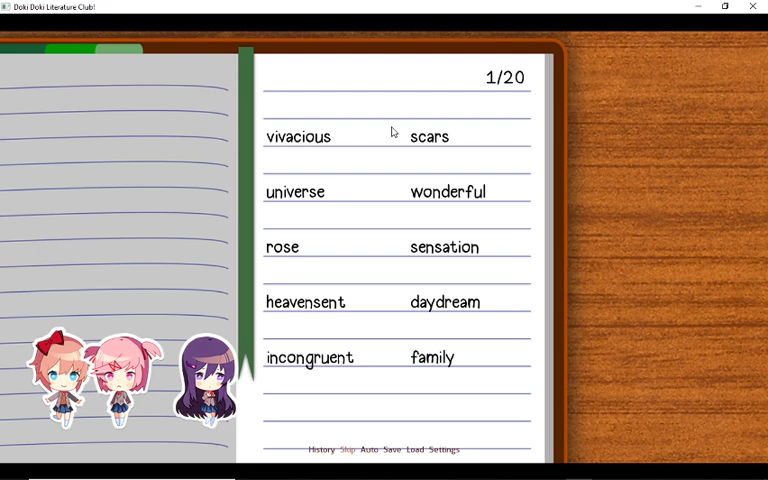 Doki Doki Literature Club!
1/20
vivacious scars
universe wonderful
rose sensation
heavensent daydream
incongruent family
History Skip Auto Save Load Settings